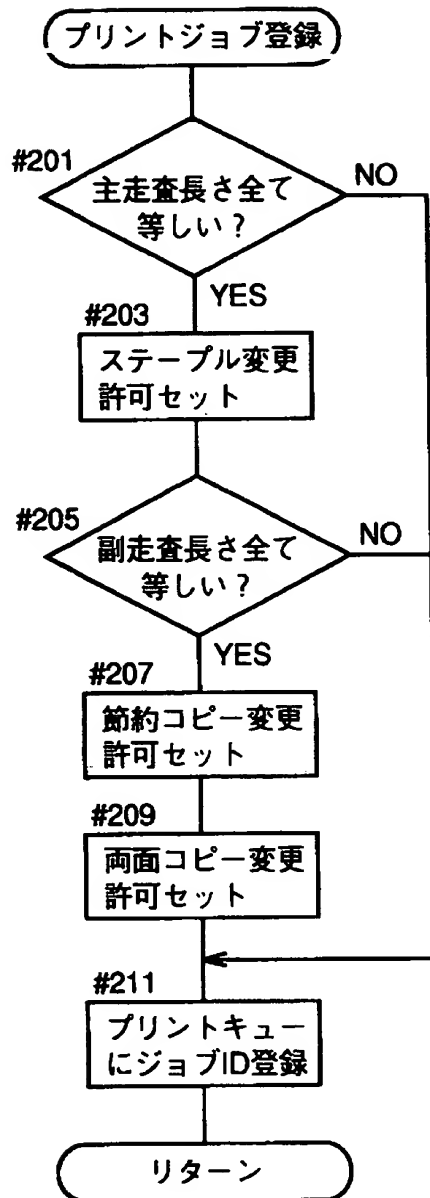 プリントジョブ登録
#201
主走査長さ全て
等しい?
NO
YES
#203
ステープル変更
許可セット
#205
副走査長さ全て
等しい?
NO
YES
#207
節約コピー変更
許可セット
#209
両面コピー変更
許可セット
#211
プリントキュー
にジョブID登録
リターン